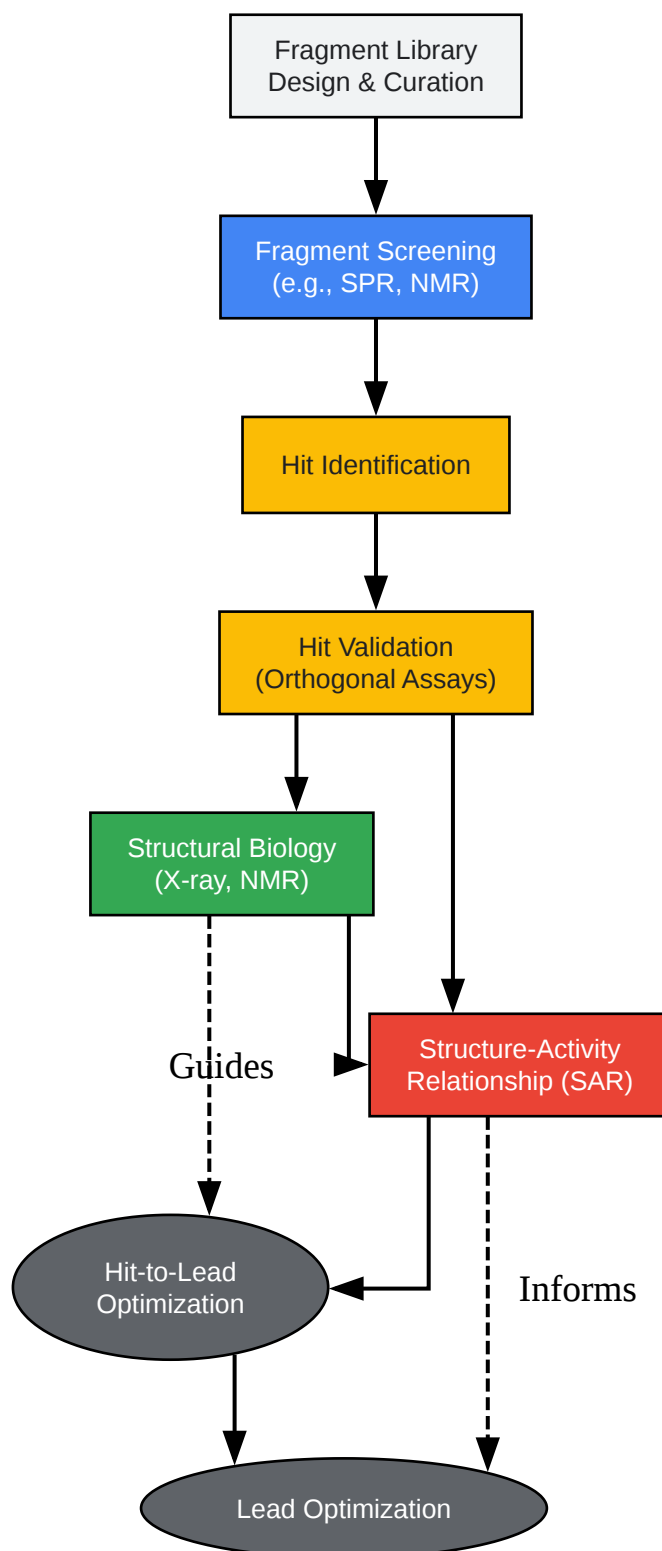 Fragment Library
Design & Curation
Fragment Screening
(e.g., SPR, NMR)
Hit Identification
Hit Validation
(Orthogonal Assays)
Structural Biology
(X-ray, NMR)
Guides
Structure-Activity
Relationship (SAR)
Hit-to-Lead
Optimization
Informs
Lead Optimization